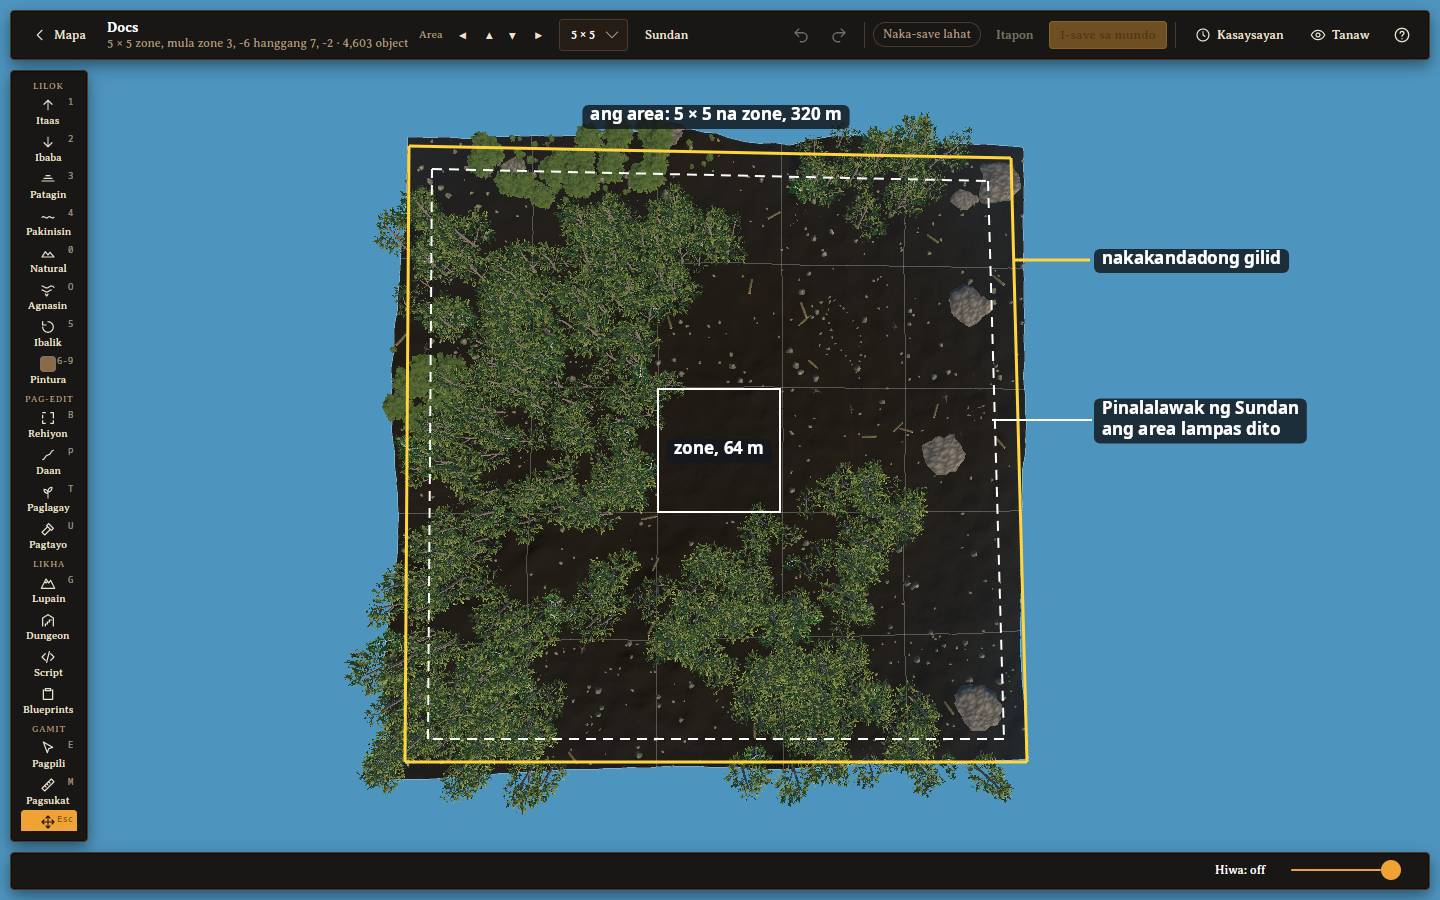 Mapa
Docs
5 × 5 zone, mula zone 3, -6 hanggang 7, -2 · 4,603 object
Area
5 × 5
Sundan
Naka-save lahat
Itapon
I-save sa mundo
Kasaysayan
Tanaw
LILOK
1
Itaas
2
Ibaba
3
Patagin
4
Pakinisin
0
Natural
O
Agnasin
5
Ibalik
6-9
Pintura
PAG-EDIT
B
Rehiyon
P
Daan
T
Paglagay
U
Pagtayo
LIKHA
G
Lupain
Dungeon
Script
Blueprints
GAMIT
E
Pagpili
M
Pagsukat
Esc
ang area: 5 × 5 na zone, 320 m
nakakandadong gilid
Pinalalawak ng Sundan
ang area lampas dito
zone, 64 m
Hiwa: off